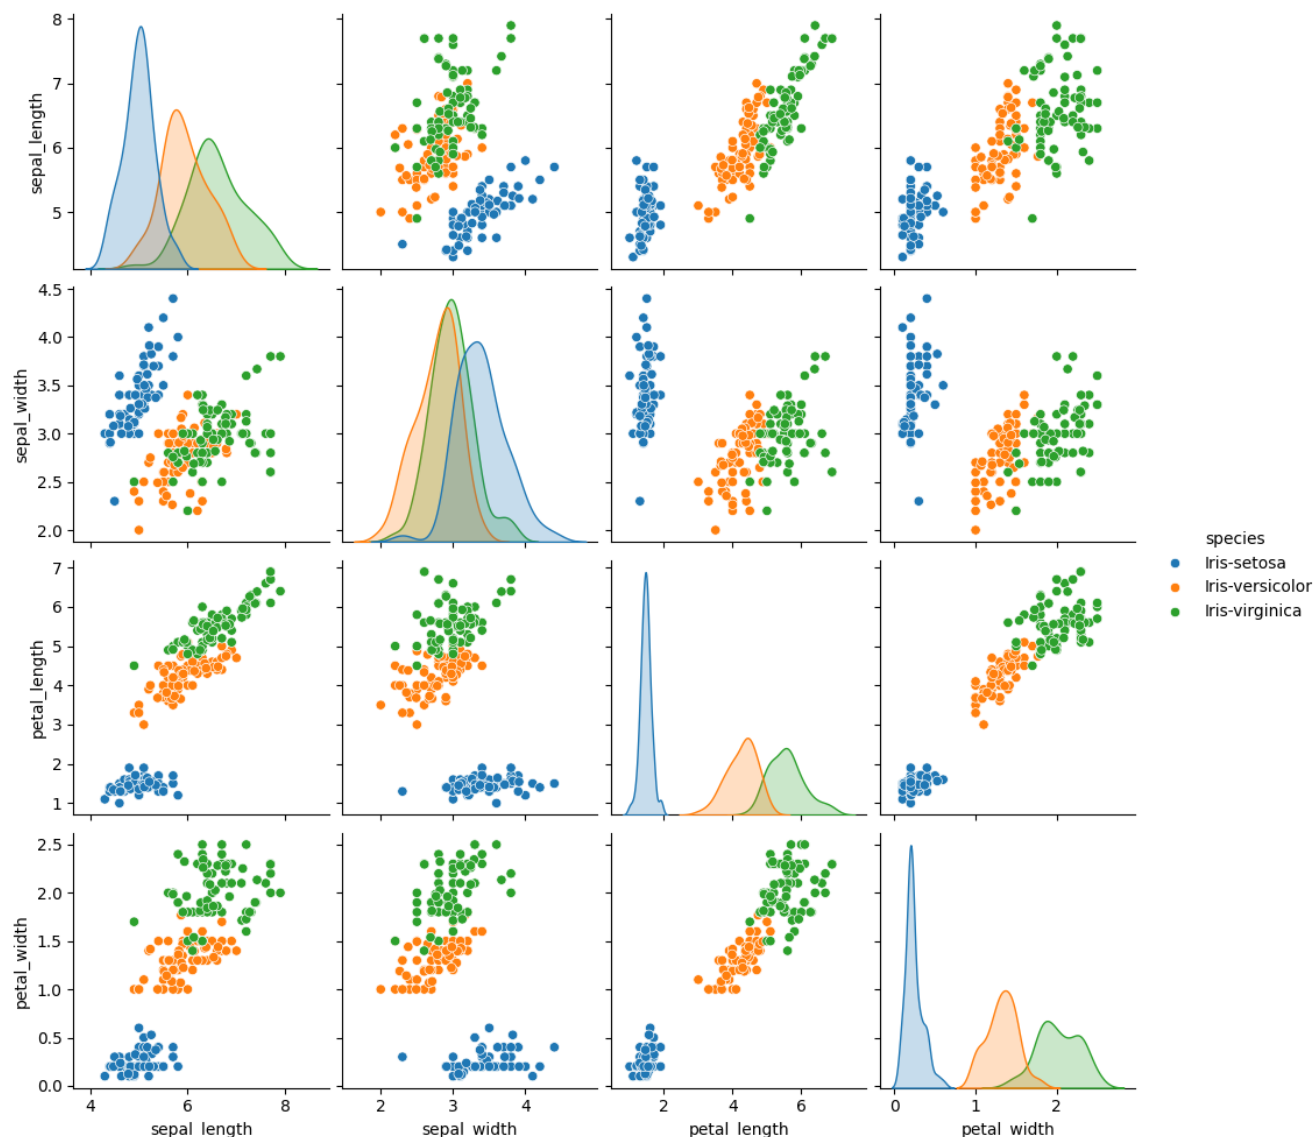 8
7
6
5
sepal_length
4.5
4.0
3.5
3.0
2.5
2.0
sepal_width
7
6
5
4
3
2
1
petal_length
2.5
2.0
1.5
1.0
0.5
0.0
petal_width
4 6 8
sepal_length
2 3 4
sepal_width
2 4 6
petal_length
0 1 2
petal_width
species
Iris-setosa
Iris-versicolor
Iris-virginica